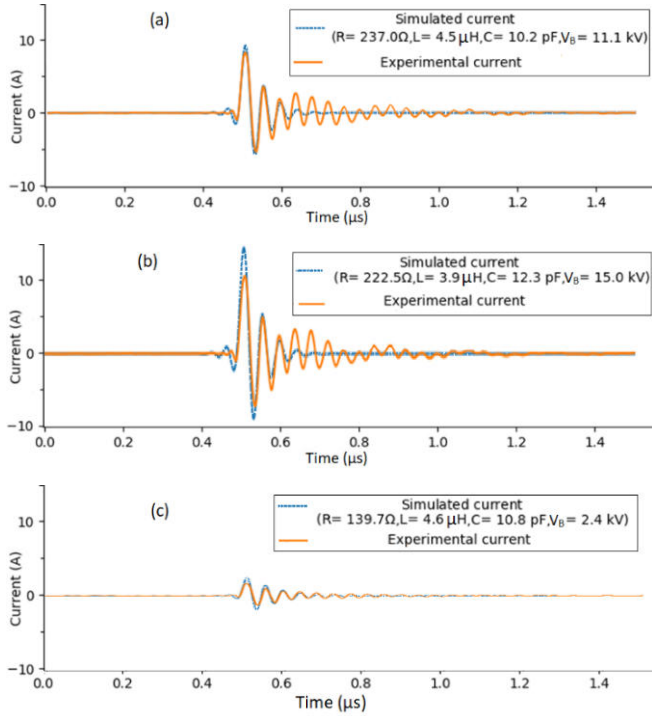 (a)
Simulated current
(R= 237.0Ω,L= 4.5 μH,C= 10.2 pF,VB= 11.1 kV)
Experimental current
10
0
−10
Current (A)
0.0 0.2 0.4 0.6 0.8 1.0 1.2 1.4
Time (μs)
(b)
Simulated current
(R= 222.5Ω,L= 3.9 μH,C= 12.3 pF,VB= 15.0 kV)
Experimental current
10
0
−10
Current (A)
0.0 0.2 0.4 0.6 0.8 1.0 1.2 1.4
Time (μs)
(c)
Simulated current
(R= 139.7Ω,L= 4.6 μH,C= 10.8 pF,VB= 2.4 kV)
Experimental current
10
0
−10
Current (A)
0.0 0.2 0.4 0.6 0.8 1.0 1.2 1.4
Time (μs)